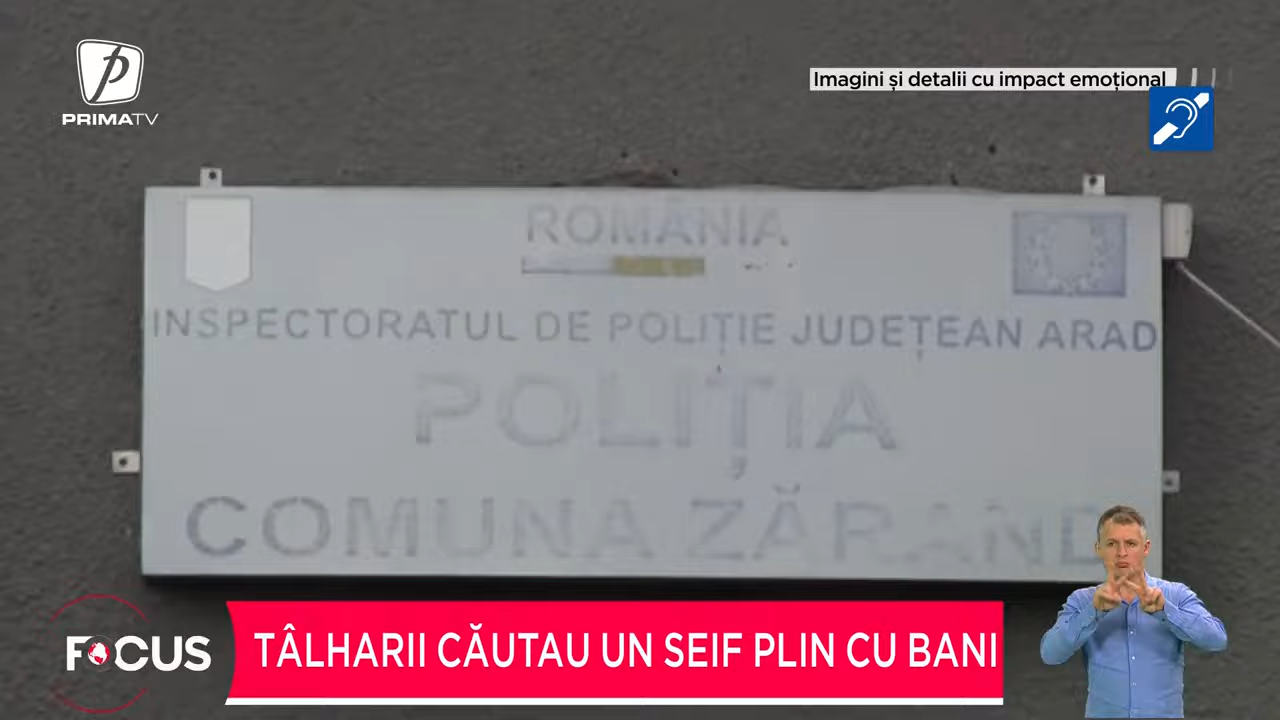 PRIMATV
Imagini și detalii cu impact emoțional
ROMÂNIA
INSPECTORATUL DE POLIȚIE JUDEȚEAN ARAD
POLIȚIA
COMUNA ZĂRAND
FOCUS
TÂLHARII CĂUTAU UN SEIF PLIN CU BANI